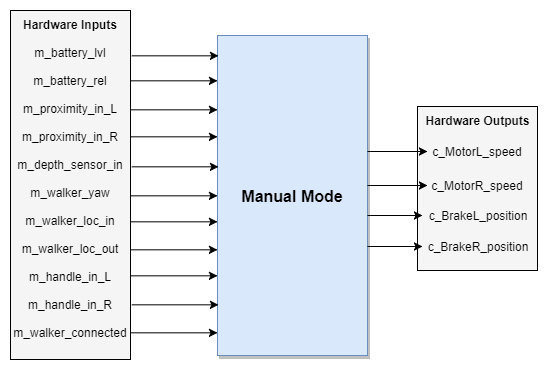 Hardware Inputs
m_battery_lvl
m_battery_rel
m_proximity_in_L
m_proximity_in_R
m_depth_sensor_in
m_walker_yaw
m_walker_loc_in
m_walker_loc_out
m_handle_in_L
m_handle_in_R
m_walker_connected
Manual Mode
Hardware Outputs
c_MotorL_speed
c_MotorR_speed
c_BrakeL_position
c_BrakeR_position